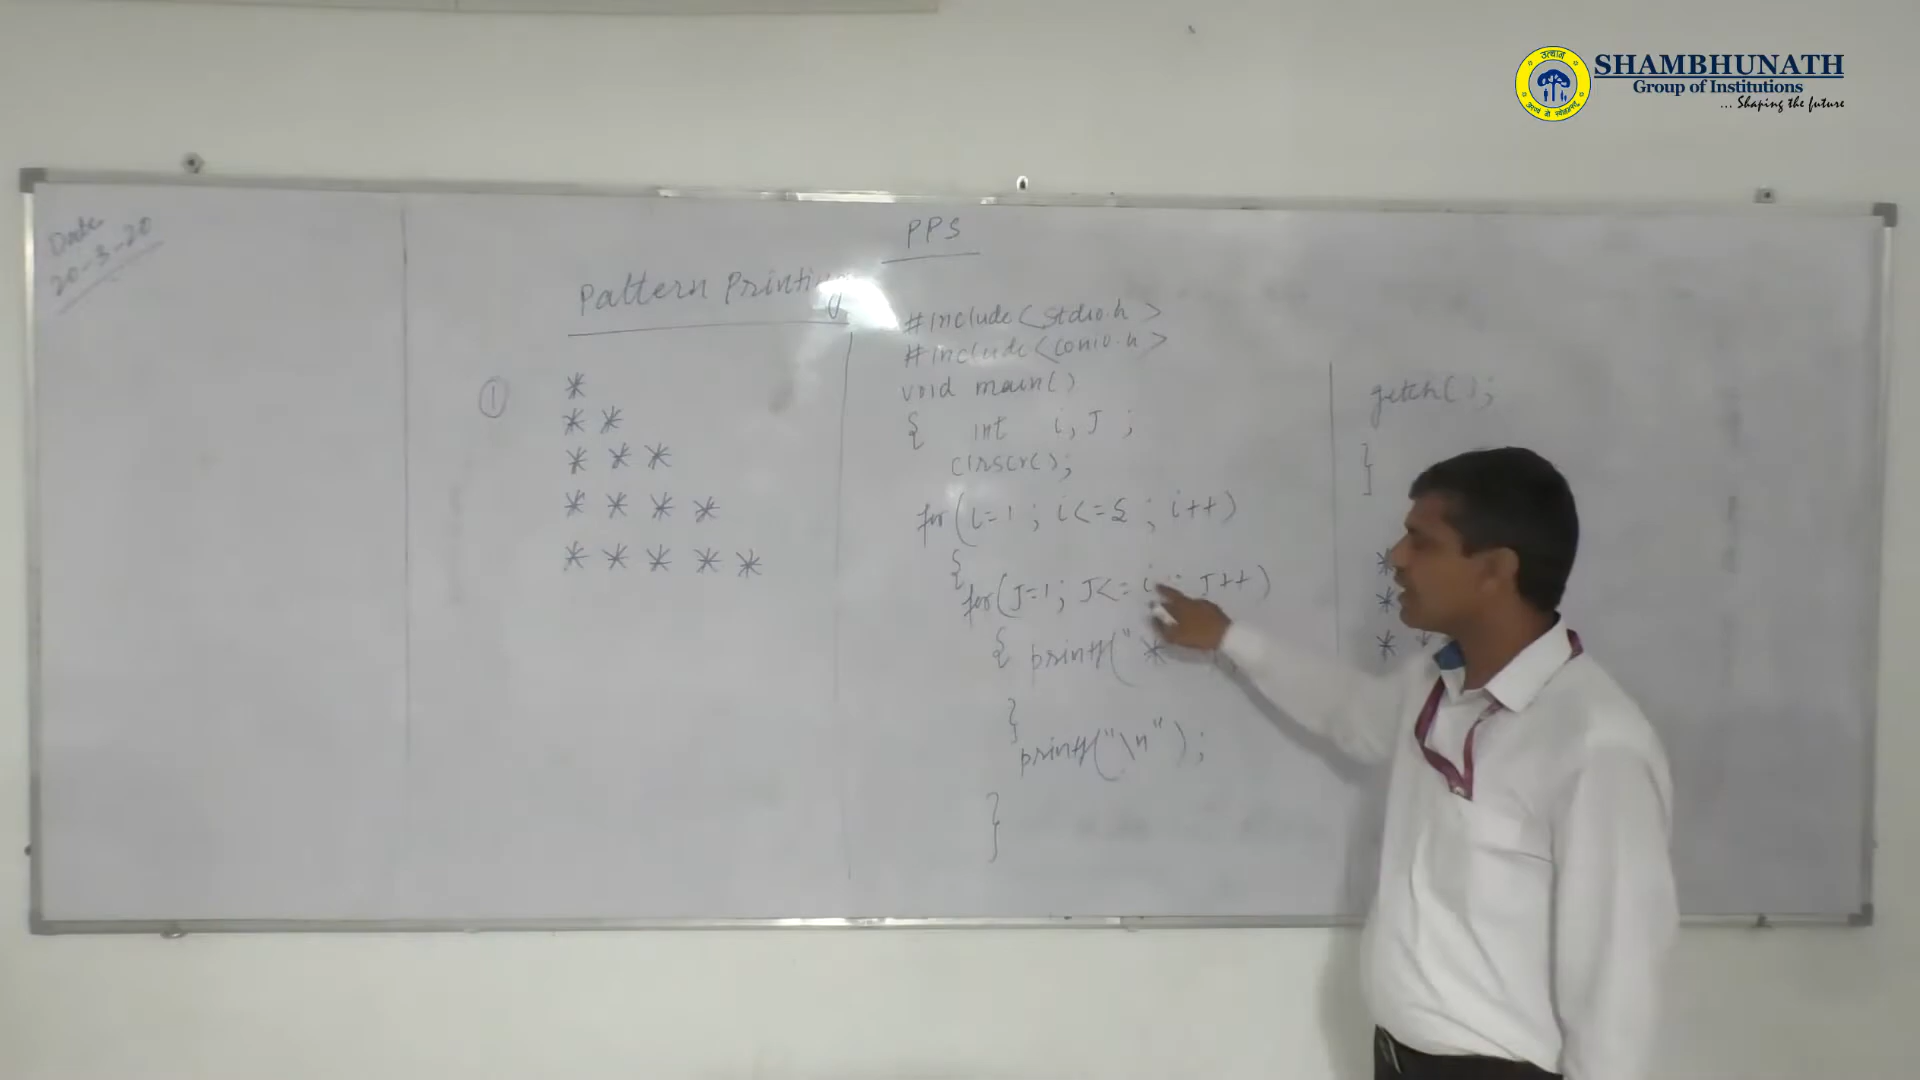 उत्थान
SHAMBHUNATH
Group of Institutions
... Shaping the future
Date
20-3-20
PPS
Pattern Printing
①
*
* *
* * *
* * * *
* * * * *
#include<stdio.h>
#include<conio.h>
void main()
{ int i, J ;
clrscr();
for(i=1 ; i<=5 ; i++)
{
for(J=1; J<=i ; J++)
{ printf("*
}
printf("\n");
}
getch();
}
*
*
* *